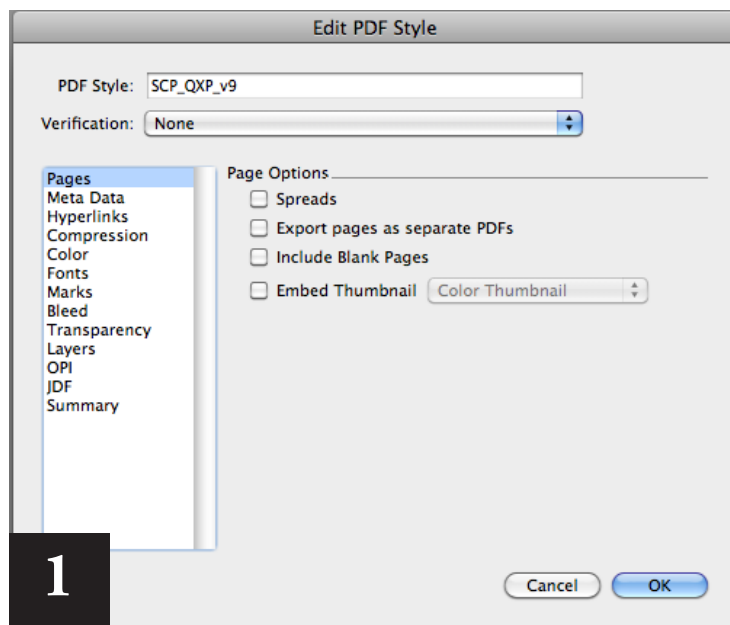 Edit PDF Style
PDF Style: SCP_QXP_v9
Verification: None
Pages
Meta Data
Hyperlinks
Compression
Color
Fonts
Marks
Bleed
Transparency
Layers
OPI
JDF
Summary
Page Options
Spreads
Export pages as separate PDFs
Include Blank Pages
Embed Thumbnail Color Thumbnail
1
Cancel OK